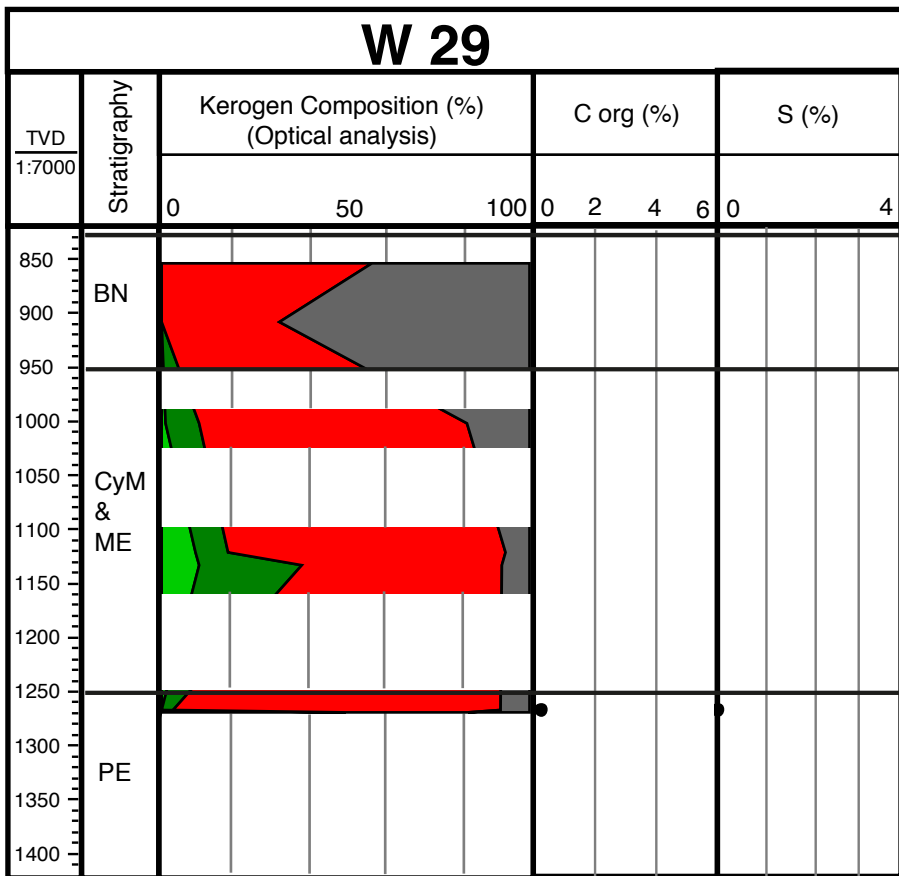 W 29
TVD
1:7000
Stratigraphy
Kerogen Composition (%)
(Optical analysis)
C org (%)
S (%)
0 50 100
0 2 4 6
0 4
850
900
950
1000
1050
1100
1150
1200
1250
1300
1350
1400
BN
CyM
&
ME
PE